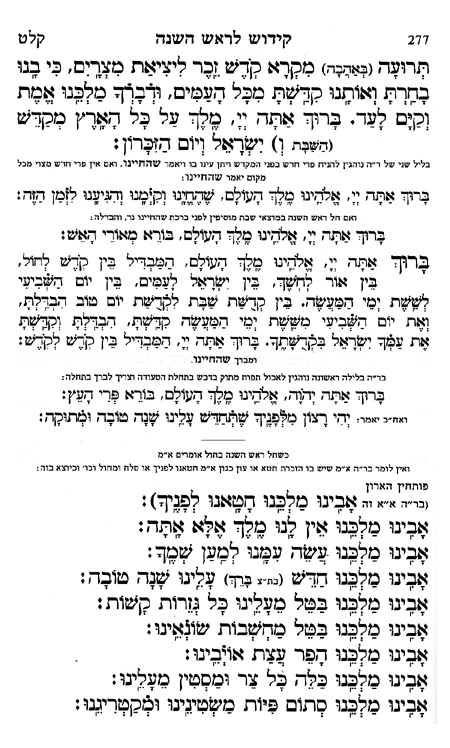 277 קידוש לראש השנה קלט
תְּרוּעָה (בְּאַהֲבָה) מִקְרָא קֹדֶשׁ זֵכֶר לִיצִיאַת מִצְרָיִם, כִּי בָנוּ
בָחַרְתָּ וְאוֹתָנוּ קִדַּשְׁתָּ מִכָּל הָעַמִּים, וּדְבָרְךָ מַלְכֵּנוּ אֱמֶת
וְקַיָּם לָעַד. בָּרוּךְ אַתָּה יְיָ, מֶלֶךְ עַל כָּל הָאָרֶץ מְקַדֵּשׁ
(הַשַּׁבָּת וְ) יִשְׂרָאֵל וְיוֹם הַזִּכָּרוֹן:
בליל שני של ר״ה נוהגין להניח פרי חדש בפני המקדש ויתן עינו בו ויאמר שהחיינו. ואם אין פרי חדש מצוי מכל
מקום יאמר שהחיינו:
בָּרוּךְ אַתָּה יְיָ, אֱלֹהֵינוּ מֶלֶךְ הָעוֹלָם, שֶׁהֶחֱיָנוּ וְקִיְּמָנוּ וְהִגִּיעָנוּ לִזְמַן הַזֶּה:
ואם חל ראש השנה במוצאי שבת מוסיפין לפני ברכת שהחיינו נר, והבדלה:
בָּרוּךְ אַתָּה יְיָ, אֱלֹהֵינוּ מֶלֶךְ הָעוֹלָם, בּוֹרֵא מְאוֹרֵי הָאֵשׁ:
בָּרוּךְ אַתָּה יְיָ, אֱלֹהֵינוּ מֶלֶךְ הָעוֹלָם, הַמַּבְדִּיל בֵּין קֹדֶשׁ לְחוֹל,
בֵּין אוֹר לְחֹשֶׁךְ, בֵּין יִשְׂרָאֵל לָעַמִּים, בֵּין יוֹם הַשְּׁבִיעִי
לְשֵׁשֶׁת יְמֵי הַמַּעֲשֶׂה. בֵּין קְדֻשַּׁת שַׁבָּת לִקְדֻשַּׁת יוֹם טוֹב הִבְדַּלְתָּ,
וְאֶת יוֹם הַשְּׁבִיעִי מִשֵּׁשֶׁת יְמֵי הַמַּעֲשֶׂה קִדַּשְׁתָּ, הִבְדַּלְתָּ וְקִדַּשְׁתָּ
אֶת עַמְּךָ יִשְׂרָאֵל בִּקְדֻשָּׁתֶךָ. בָּרוּךְ אַתָּה יְיָ, הַמַּבְדִּיל בֵּין קֹדֶשׁ לְקֹדֶשׁ:
ומברך שהחיינו.
בר״ה בלילה ראשונה נוהגין לאכול תפוח מתוק בדבש בתחלת הסעודה וצריך לברך בתחלה:
בָּרוּךְ אַתָּה יְהֹוָה, אֱלֹהֵינוּ מֶלֶךְ הָעוֹלָם, בּוֹרֵא פְּרִי הָעֵץ:
ואח״כ יאמר: יְהִי רָצוֹן מִלְּפָנֶיךָ שֶׁתְּחַדֵּשׁ עָלֵינוּ שָׁנָה טוֹבָה וּמְתוּקָה:
כשחל ראש השנה בחול אומרים א״מ
ואין לומר בר״ה א״מ שיש בו הזכרת חטא או עון כגון א״מ חטאנו לפניך או סלח ומחול וכו׳ וכיוצא בזה:
פותחין הארון
(בר״ה א״א זה אָבִינוּ מַלְכֵּנוּ חָטָאנוּ לְפָנֶיךָ):
אָבִינוּ מַלְכֵּנוּ אֵין לָנוּ מֶלֶךְ אֶלָּא אָתָּה:
אָבִינוּ מַלְכֵּנוּ עֲשֵׂה עִמָּנוּ לְמַעַן שְׁמֶךָ:
אָבִינוּ מַלְכֵּנוּ חַדֵּשׁ (בת״צ בָּרֵךְ) עָלֵינוּ שָׁנָה טוֹבָה:
אָבִינוּ מַלְכֵּנוּ בַּטֵּל מֵעָלֵינוּ כָּל גְּזֵרוֹת קָשׁוֹת:
אָבִינוּ מַלְכֵּנוּ בַּטֵּל מַחְשְׁבוֹת שׂוֹנְאֵינוּ:
אָבִינוּ מַלְכֵּנוּ הָפֵר עֲצַת אוֹיְבֵינוּ:
אָבִינוּ מַלְכֵּנוּ כַּלֵּה כָּל צַר וּמַסְטִין מֵעָלֵינוּ:
אָבִינוּ מַלְכֵּנוּ סְתוֹם פִּיּוֹת מַשְׂטִינֵינוּ וּמְקַטְרִיגֵנוּ: